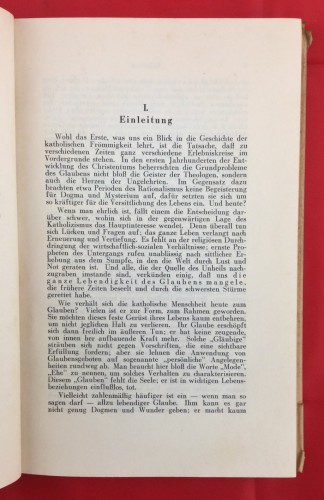 I.
Einleitung
Wohl das Erste, was uns ein Blick in die Geschichte der
katholischen Frömmigkeit lehrt, ist die Tatsache, daß zu
verschiedenen Zeiten ganz verschiedene Erlebniskreise im
Vordergrunde stehen. In den ersten Jahrhunderten der Ent-
wicklung des Christentums beherrschten die Grundprobleme
des Glaubens nicht bloß die Geister der Theologen, sondern
auch die Herzen der Ungelehrten. Im Gegensatz dazu
brachten etwa Perioden des Rationalismus keine Begeisterung
für Dogma und Mysterium auf, dafür setzten sie sich um
so kräftiger für die Versittlichung des Lebens ein. Und heute?
Wenn man ehrlich ist, fällt einem die Entscheidung dar-
über schwer, wohin sich in der gegenwärtigen Lage des
Katholizismus das Hauptinteresse wendet. Denn überall tun
sich Lücken und Fragen auf; das ganze Leben verlangt nach
Erneuerung und Vertiefung. Es fehlt an der religiösen Durch-
dringung der wirtschaftlich-sozialen Verhältnisse; ernste Pro-
pheten des Untergangs rufen unablässig nach sittlicher Er-
hebung aus dem Sumpfe, in den die Welt durch Lust und
Not geraten ist. Und alle, die der Quelle des Unheils nach-
zugraben imstande sind, verkünden einmütig, daß uns die
ganze Lebendigkeit des Glaubens mangele,
die frühere Zeiten beseelt und durch die schwersten Stürme
gerettet habe.
Wie verhält sich die katholische Menschheit heute zum
Glauben? Vielen ist er zur Form, zum Rahmen geworden.
Sie möchten dieses feste Gerüst ihres Lebens kaum entbehren,
um nicht jeglichen Halt zu verlieren. Ihr Glaube erschöpft
sich dann freilich im äußeren Tun; er hat keine erregende,
von innen her aufbauende Kraft mehr. Solche „Gläubige“
sträuben sich nicht gegen Vorschriften, die eine sichtbare
Erfüllung fordern; aber sie lehnen die Anwendung von
Glaubensgeboten auf sogenannte „persönliche“ Angelegen-
heiten rundweg ab. Man braucht hier bloß die Worte „Mode“,
„Ehe“ zu nennen, um solches Verhalten zu charakterisieren.
Diesem „Glauben“ fehlt die Seele; er ist in wichtigen Lebens-
beziehungen einflußlos, tot.
Vielleicht zahlenmäßig häufiger ist ein — wenn man so
sagen darf — allzu lebendiger Glaube. Ihm kann es gar
nicht genug Dogmen und Wunder geben; er macht kaum